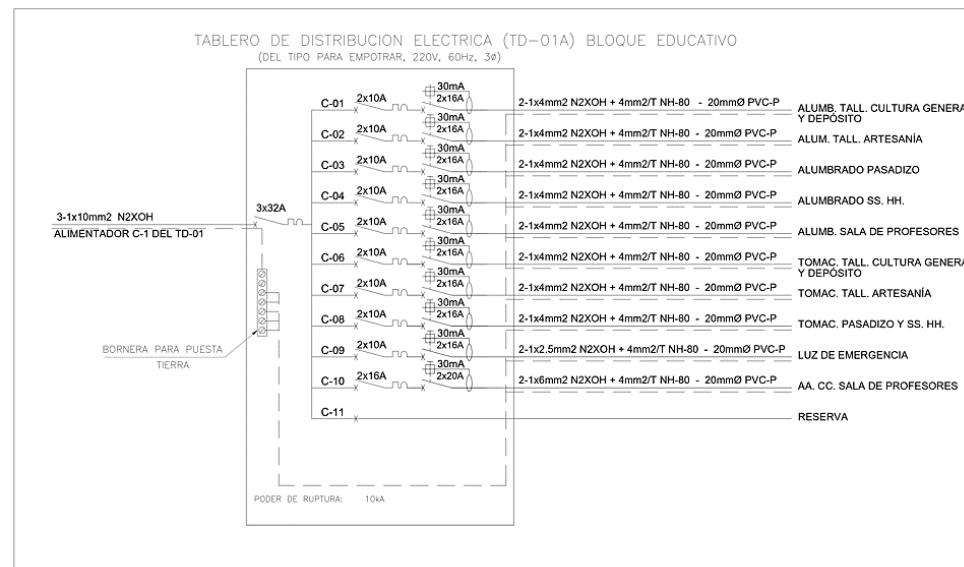 TABLERO DE DISTRIBUCION ELECTRICA (TD-01A) BLOQUE EDUCATIVO
(DEL TIPO PARA EMPOTRAR, 220V, 60Hz, 3ø)
3-1x10mm2 N2XOH
ALIMENTADOR C-1 DEL TD-01
3x32A
BORNERA PARA PUESTA
TIERRA
C-01 2x10A 30mA 2x16A 2-1x4mm2 N2XOH + 4mm2/T NH-80 - 20mmØ PVC-P ALUMB. TALL. CULTURA GENERA
Y DEPÓSITO
C-02 2x10A 30mA 2x16A 2-1x4mm2 N2XOH + 4mm2/T NH-80 - 20mmØ PVC-P ALUM. TALL. ARTESANÍA
C-03 2x10A 30mA 2x16A 2-1x4mm2 N2XOH + 4mm2/T NH-80 - 20mmØ PVC-P ALUMBRADO PASADIZO
C-04 2x10A 30mA 2x16A 2-1x4mm2 N2XOH + 4mm2/T NH-80 - 20mmØ PVC-P ALUMBRADO SS. HH.
C-05 2x10A 30mA 2x16A 2-1x4mm2 N2XOH + 4mm2/T NH-80 - 20mmØ PVC-P ALUMB. SALA DE PROFESORES
C-06 2x10A 30mA 2x16A 2-1x4mm2 N2XOH + 4mm2/T NH-80 - 20mmØ PVC-P TOMAC. TALL. CULTURA GENERA
Y DEPÓSITO
C-07 2x10A 30mA 2x16A 2-1x4mm2 N2XOH + 4mm2/T NH-80 - 20mmØ PVC-P TOMAC. TALL. ARTESANÍA
C-08 2x10A 30mA 2x16A 2-1x4mm2 N2XOH + 4mm2/T NH-80 - 20mmØ PVC-P TOMAC. PASADIZO Y SS. HH.
C-09 2x10A 30mA 2x16A 2-1x2.5mm2 N2XOH + 4mm2/T NH-80 - 20mmØ PVC-P LUZ DE EMERGENCIA
C-10 2x16A 30mA 2x20A 2-1x6mm2 N2XOH + 4mm2/T NH-80 - 20mmØ PVC-P AA. CC. SALA DE PROFESORES
C-11 RESERVA
PODER DE RUPTURA: 10kA